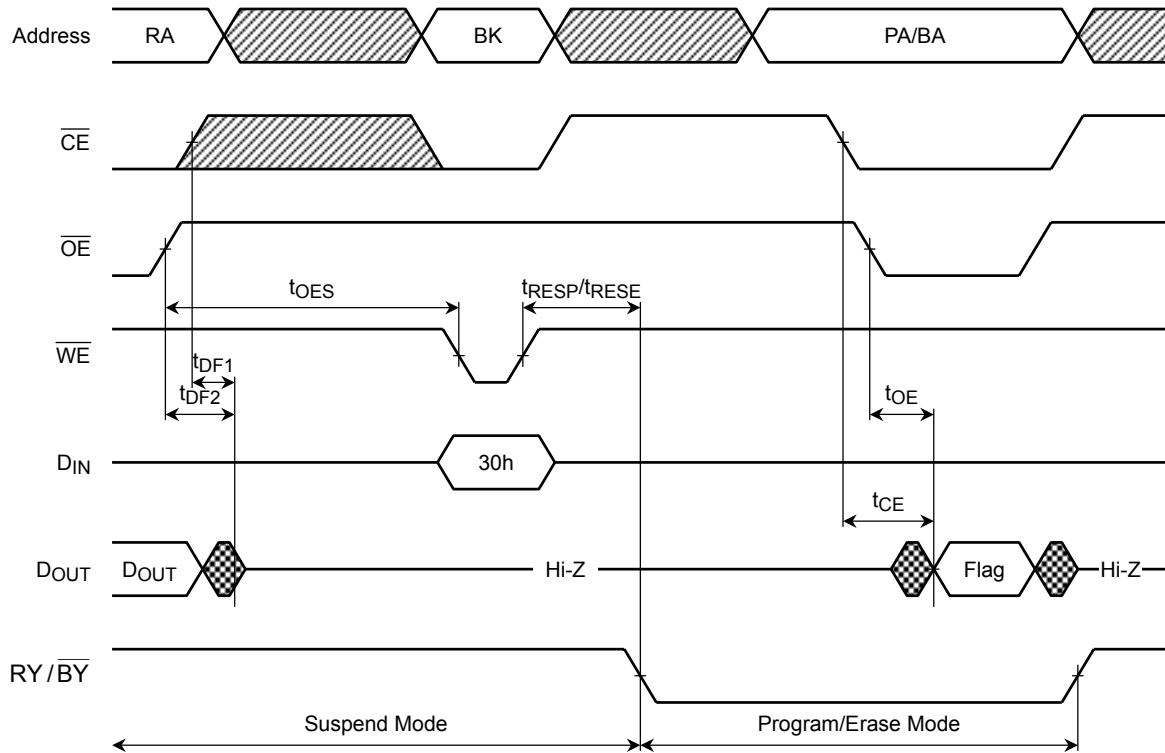 Address RA BK PA/BA
CE
OE
tOES tRESP/tRESE
WE
tDF1
tDF2 tOE
DIN 30h
tCE
DOUT DOUT Hi-Z Flag Hi-Z
RY/BY
Suspend Mode Program/Erase Mode